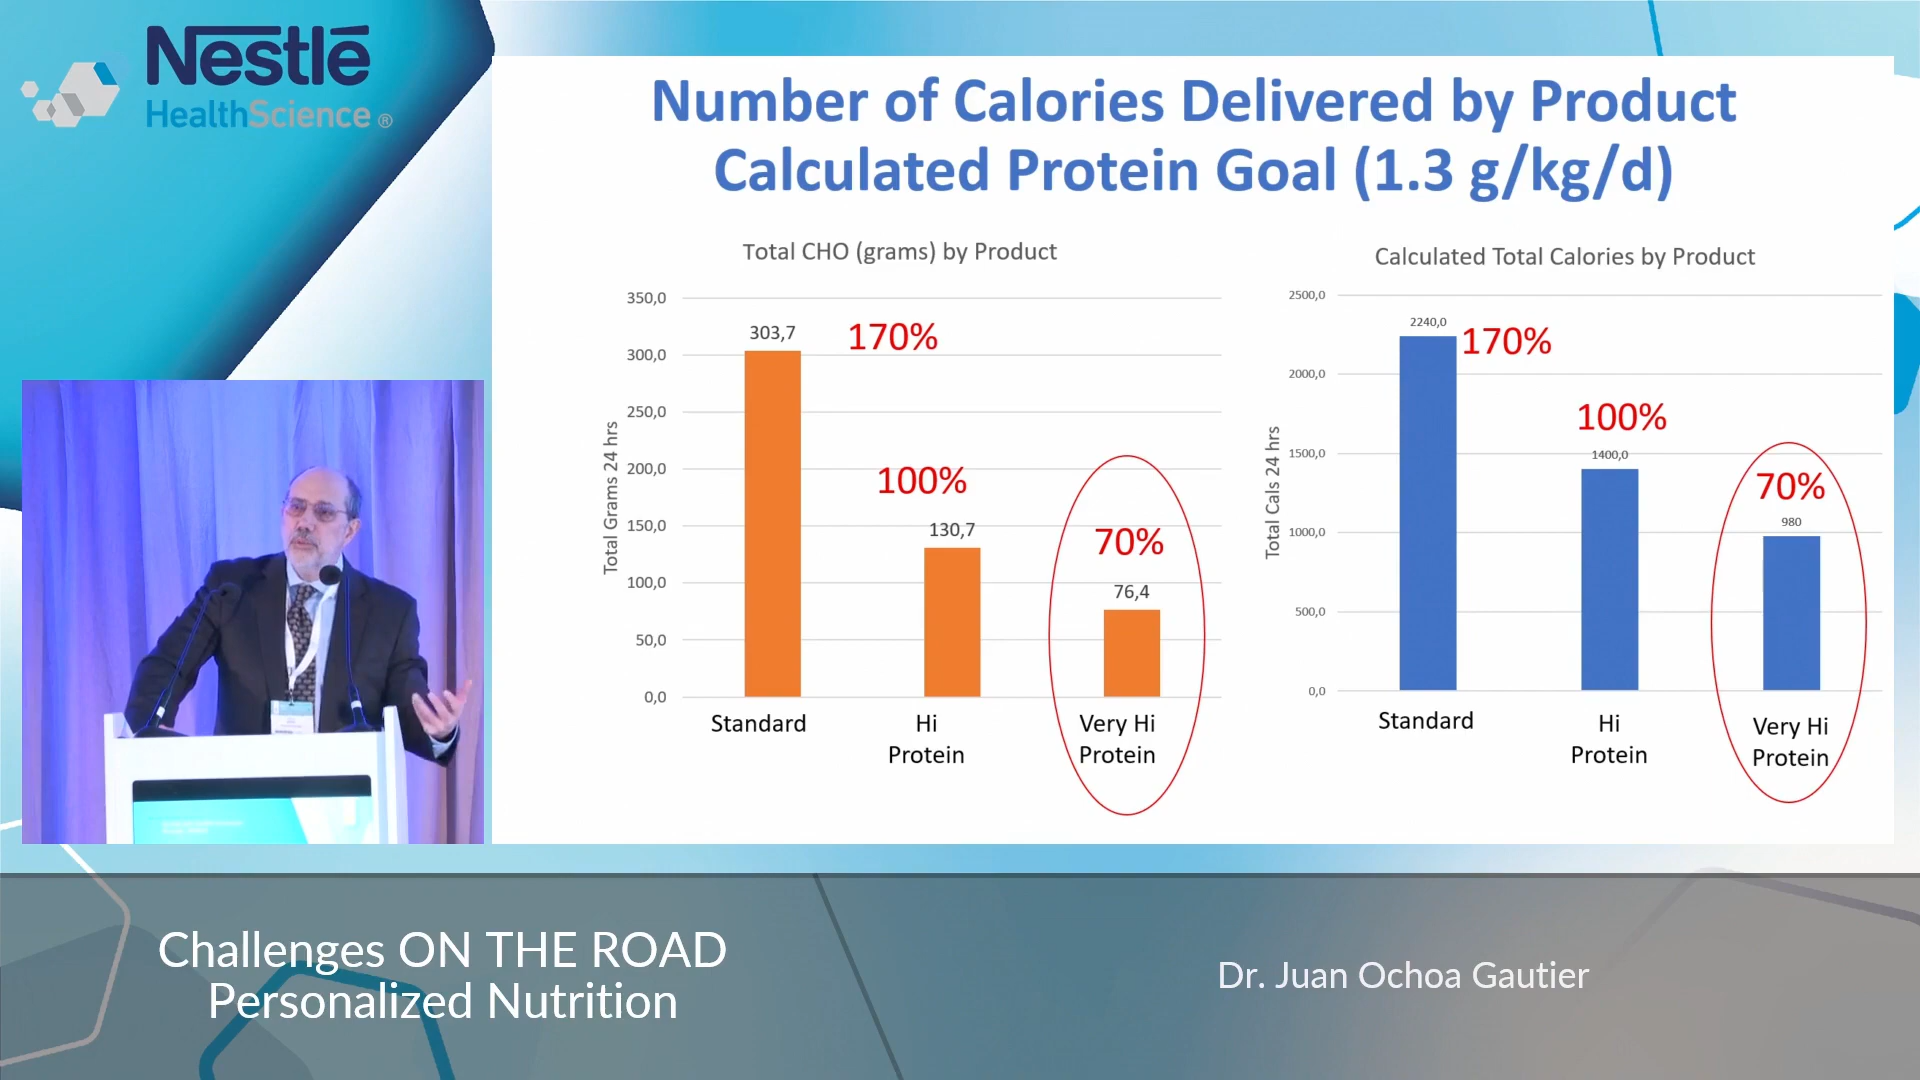 Nestlé
HealthScience ®
Number of Calories Delivered by Product
Calculated Protein Goal (1.3 g/kg/d)
Total CHO (grams) by Product
Total Grams 24 hrs
350,0
300,0
250,0
200,0
150,0
100,0
50,0
0,0
303,7
170%
100%
130,7
70%
76,4
Standard
Hi
Protein
Very Hi
Protein
Calculated Total Calories by Product
Total Cals 24 hrs
2500,0
2000,0
1500,0
1000,0
500,0
0,0
2240,0
170%
100%
1400,0
70%
980
Standard
Hi
Protein
Very Hi
Protein
Challenges ON THE ROAD
Personalized Nutrition
Dr. Juan Ochoa Gautier